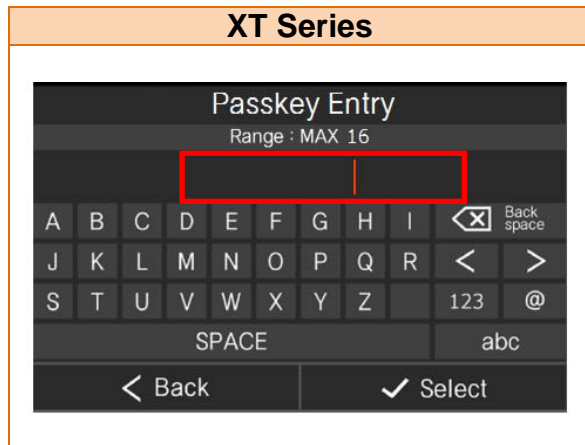 XT Series
Passkey Entry
Range : MAX 16
A B C D E F G H I Back space
J K L M N O P Q R < >
S T U V W X Y Z 123 @
SPACE abc
< Back ✓ Select